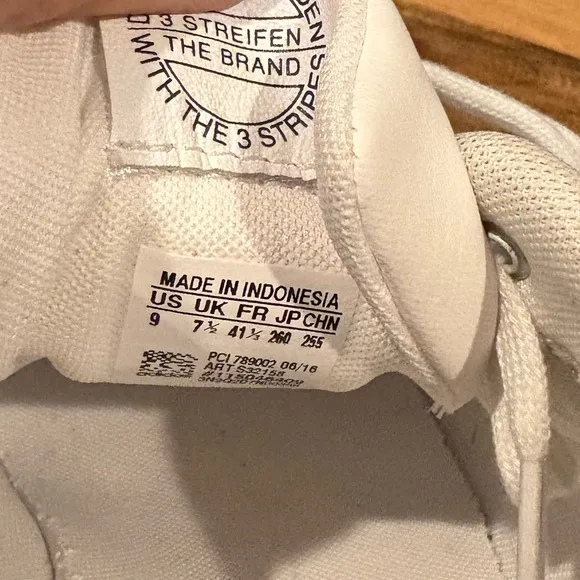 3 STREIFEN
THE BRAND
WITH THE 3 STRIPES
MADE IN INDONESIA
US UK FR JP CHN
9 7½ 41⅓ 260 255
PCI 789002 06/16
ART S32158